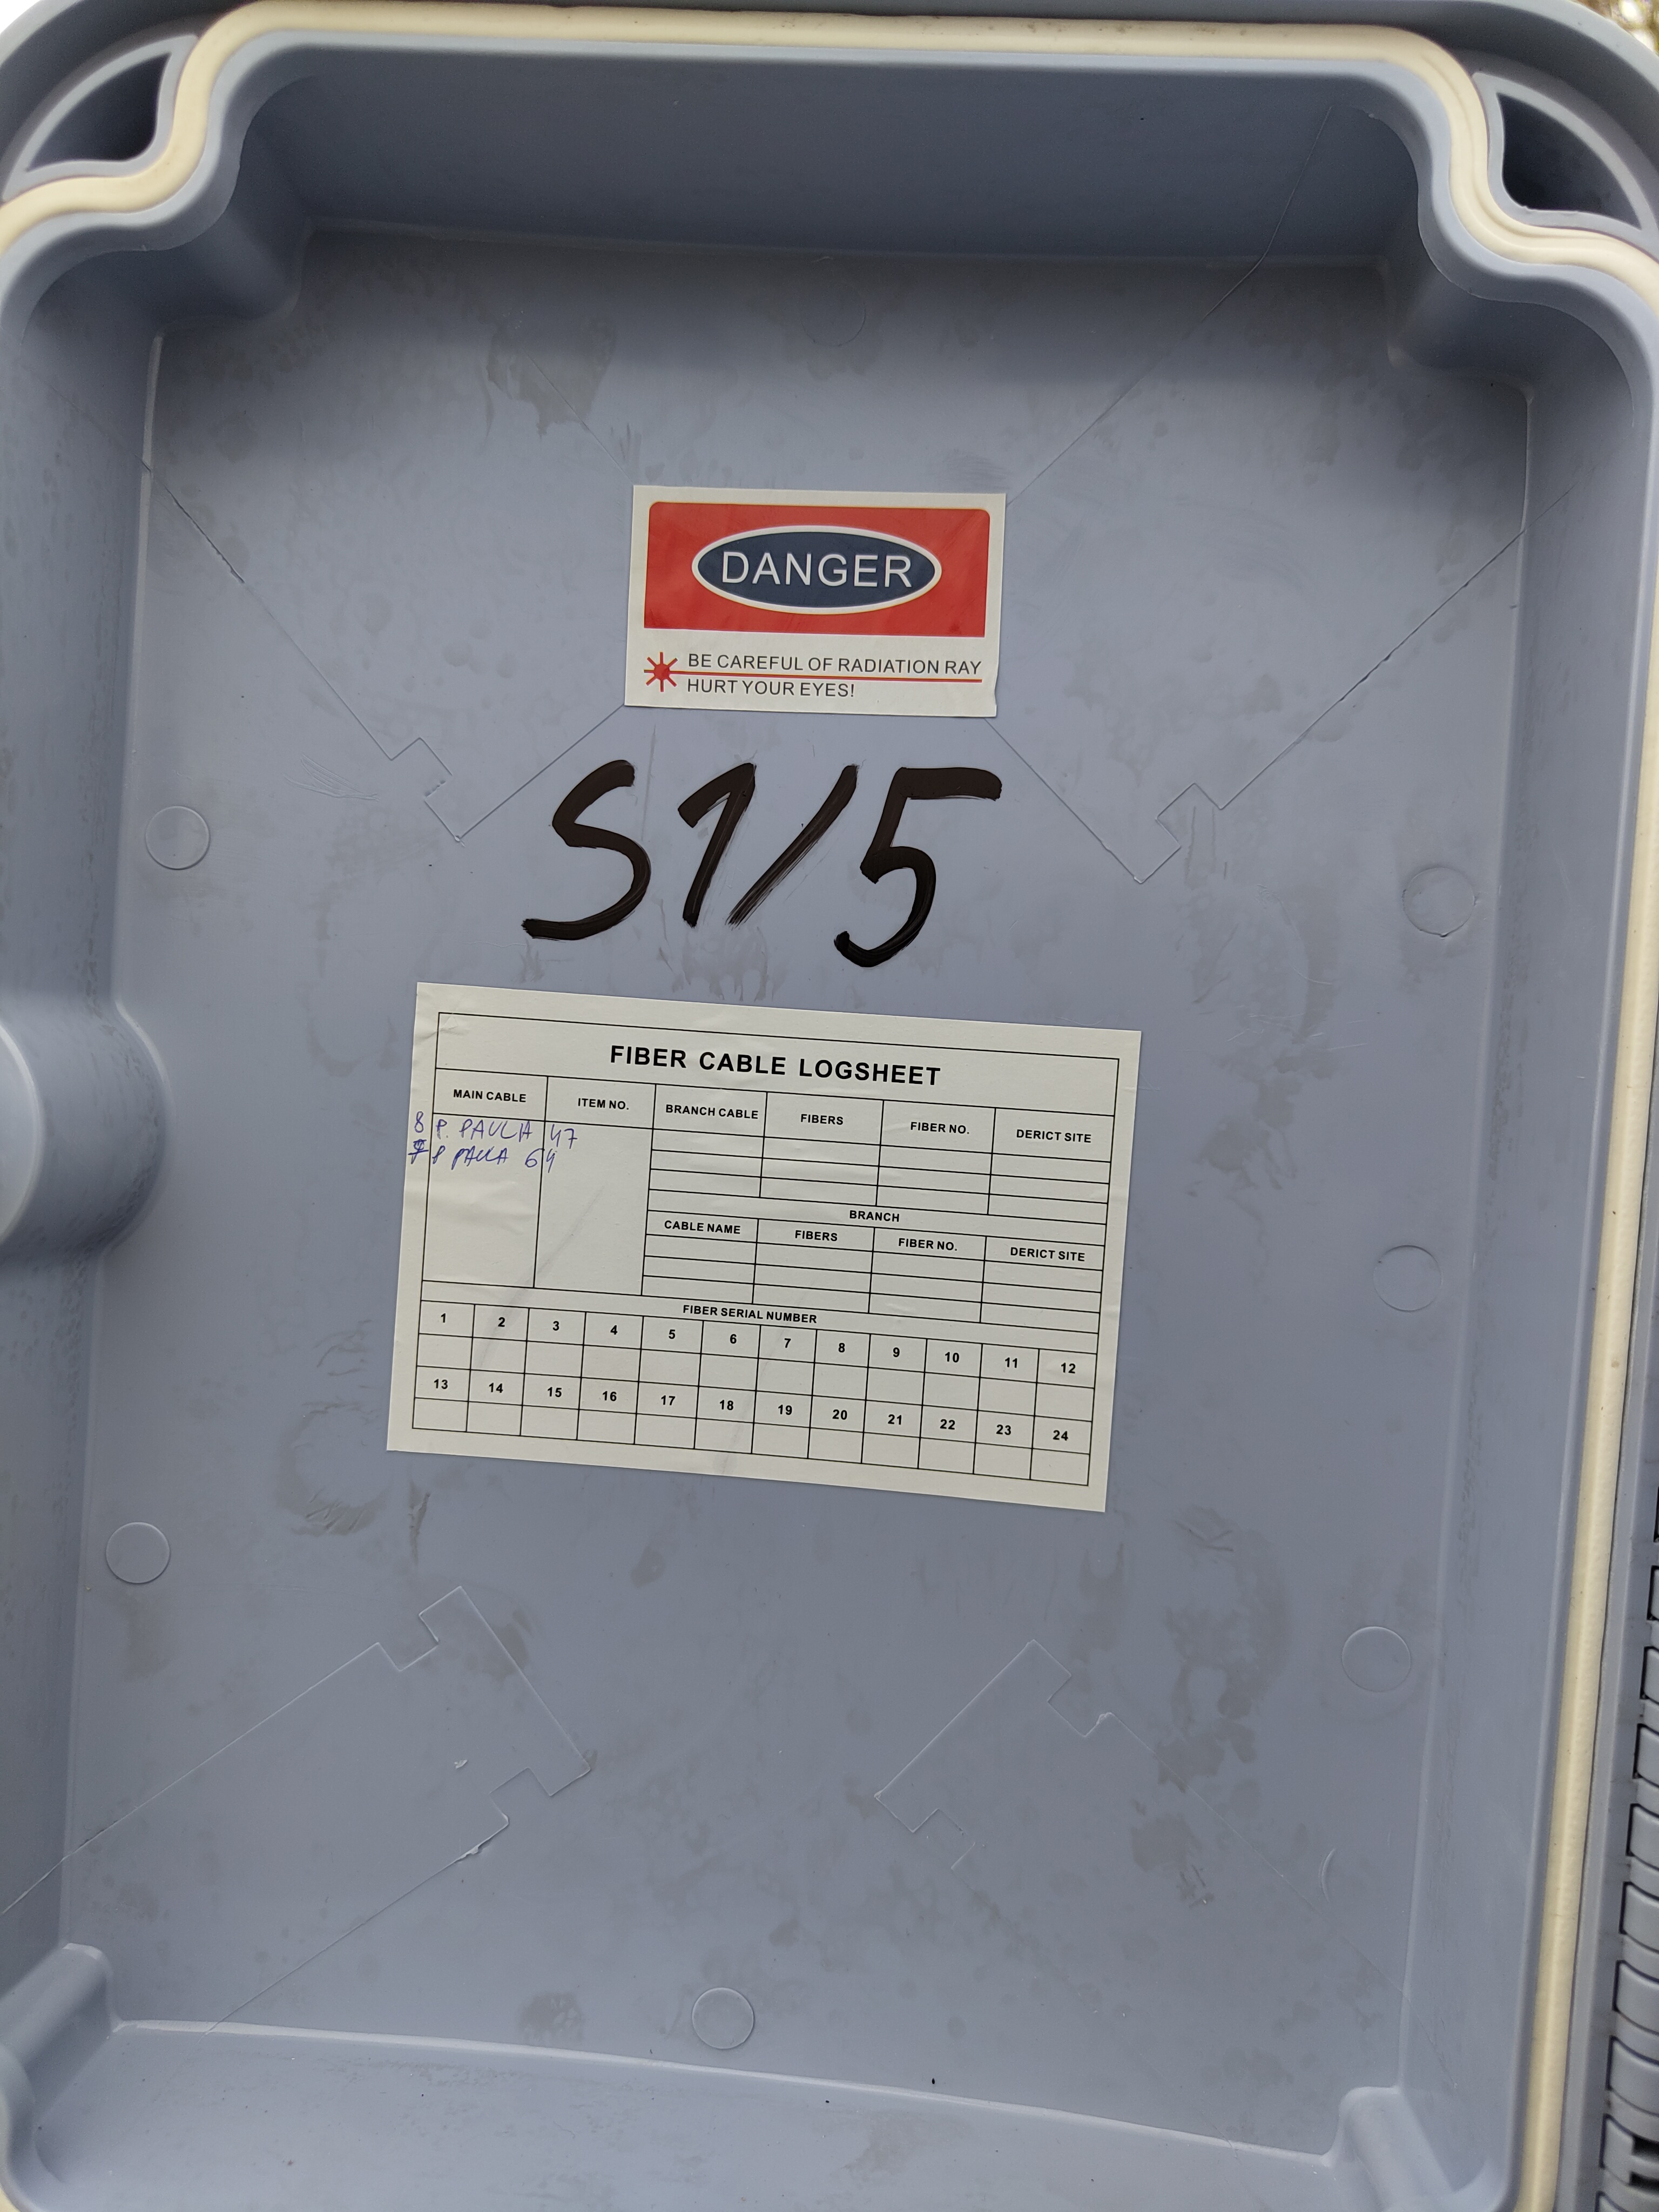 DANGER
BE CAREFUL OF RADIATION RAY
HURT YOUR EYES!
S1/5
FIBER CABLE LOGSHEET
MAIN CABLE ITEM NO. BRANCH CABLE FIBERS FIBER NO. DERICT SITE
8 P. PAVLA 47
P 64
BRANCH
CABLE NAME FIBERS FIBER NO. DERICT SITE
FIBER SERIAL NUMBER
1 2 3 4 5 6 7 8 9 10 11 12
13 14 15 16 17 18 19 20 21 22 23 24